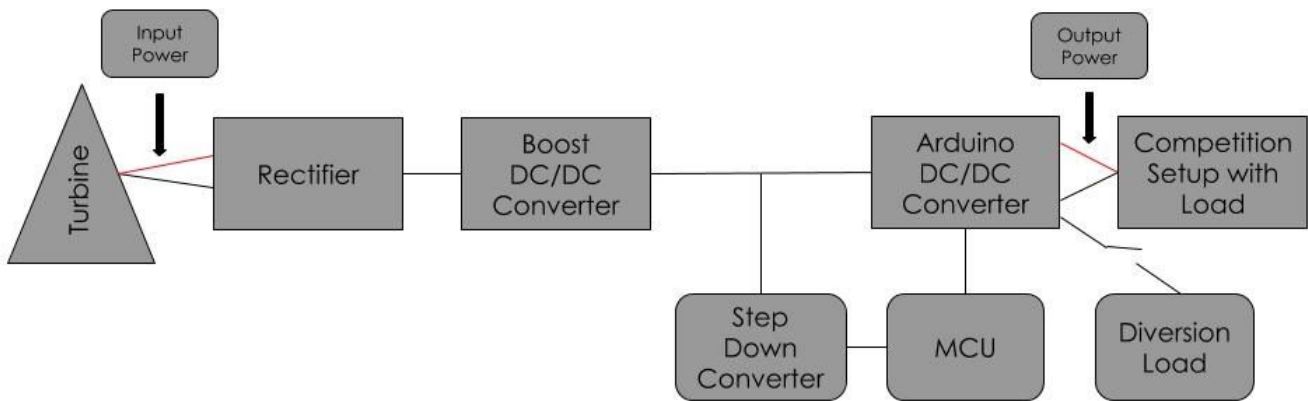 Input
Power
Output
Power
Turbine
Rectifier
Boost
DC/DC
Converter
Arduino
DC/DC
Converter
Competition
Setup with
Load
Step
Down
Converter
MCU
Diversion
Load